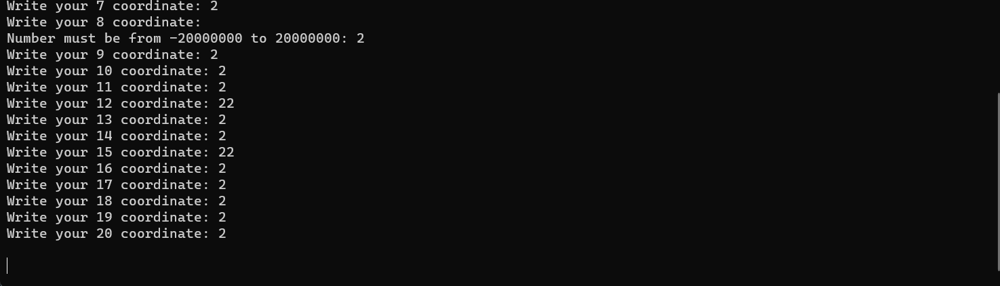 Write your 7 coordinate: 2
Write your 8 coordinate:
Number must be from -20000000 to 20000000: 2
Write your 9 coordinate: 2
Write your 10 coordinate: 2
Write your 11 coordinate: 2
Write your 12 coordinate: 22
Write your 13 coordinate: 2
Write your 14 coordinate: 2
Write your 15 coordinate: 22
Write your 16 coordinate: 2
Write your 17 coordinate: 2
Write your 18 coordinate: 2
Write your 19 coordinate: 2
Write your 20 coordinate: 2